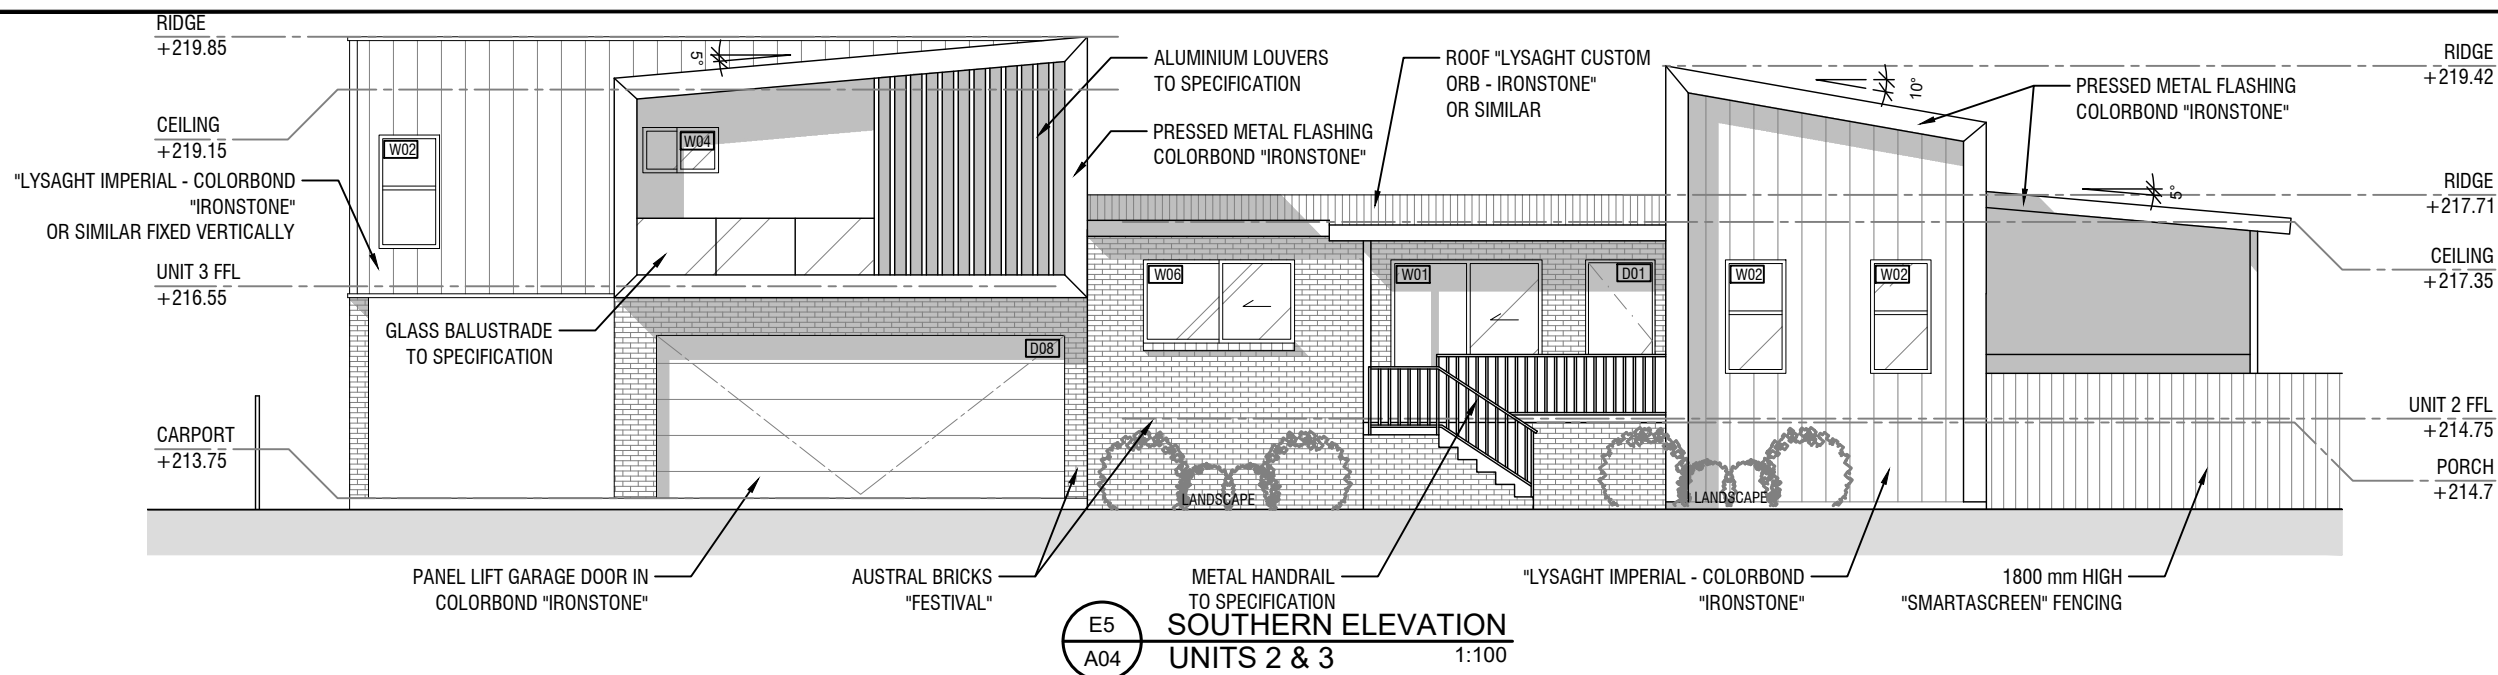 RIDGE
+219.85
CEILING
+219.15
"LYSAGHT IMPERIAL - COLORBOND
"IRONSTONE"
OR SIMILAR FIXED VERTICALLY
UNIT 3 FFL
+216.55
CARPORT
+213.75
5°
W02
W04
GLASS BALUSTRADE
TO SPECIFICATION
D08
ALUMINIUM LOUVERS
TO SPECIFICATION
PRESSED METAL FLASHING
COLORBOND "IRONSTONE"
ROOF "LYSAGHT CUSTOM
ORB - IRONSTONE"
OR SIMILAR
W06
W01
D01
W02
W02
10°
5°
PRESSED METAL FLASHING
COLORBOND "IRONSTONE"
RIDGE
+219.42
RIDGE
+217.71
CEILING
+217.35
UNIT 2 FFL
+214.75
PORCH
+214.7
LANDSCAPE
LANDSCAPE
PANEL LIFT GARAGE DOOR IN
COLORBOND "IRONSTONE"
AUSTRAL BRICKS
"FESTIVAL"
METAL HANDRAIL
TO SPECIFICATION
"LYSAGHT IMPERIAL - COLORBOND
"IRONSTONE"
1800 mm HIGH
"SMARTASCREEN" FENCING
E5
A04
SOUTHERN ELEVATION
UNITS 2 & 3
1:100